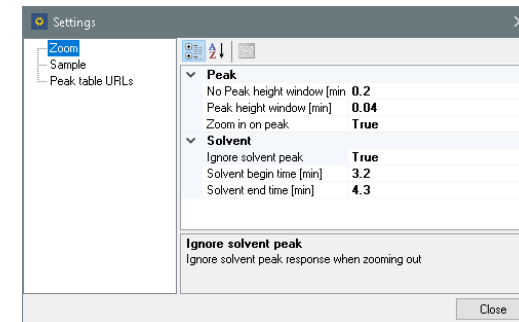 Settings
Zoom
Sample
Peak table URLs
Peak
No Peak height window [min 0.2
Peak height window [min] 0.04
Zoom in on peak True
Solvent
Ignore solvent peak True
Solvent begin time [min] 3.2
Solvent end time [min] 4.3
Ignore solvent peak
Ignore solvent peak response when zooming out
Close